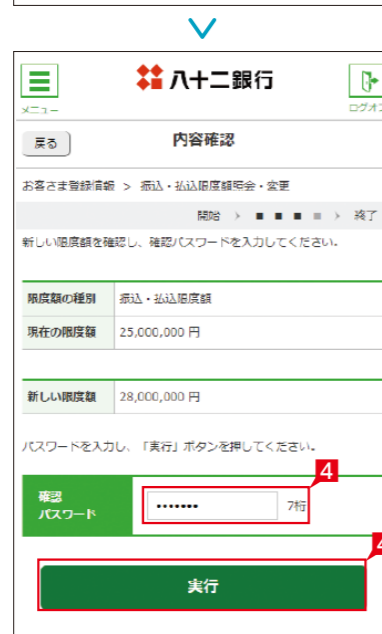 八十二銀行
メニュー
ログオフ
戻る
内容確認
お客さま登録情報 > 振込・払込限度額照会・変更
開始 > ■ ■ ■ ■ > 終了
新しい限度額を確認し、確認パスワードを入力してください。
限度額の種別 振込・払込限度額
現在の限度額 25,000,000 円
新しい限度額 28,000,000 円
パスワードを入力し、「実行」ボタンを押してください。
4
確認
パスワード ••••••• 7桁
4
実行